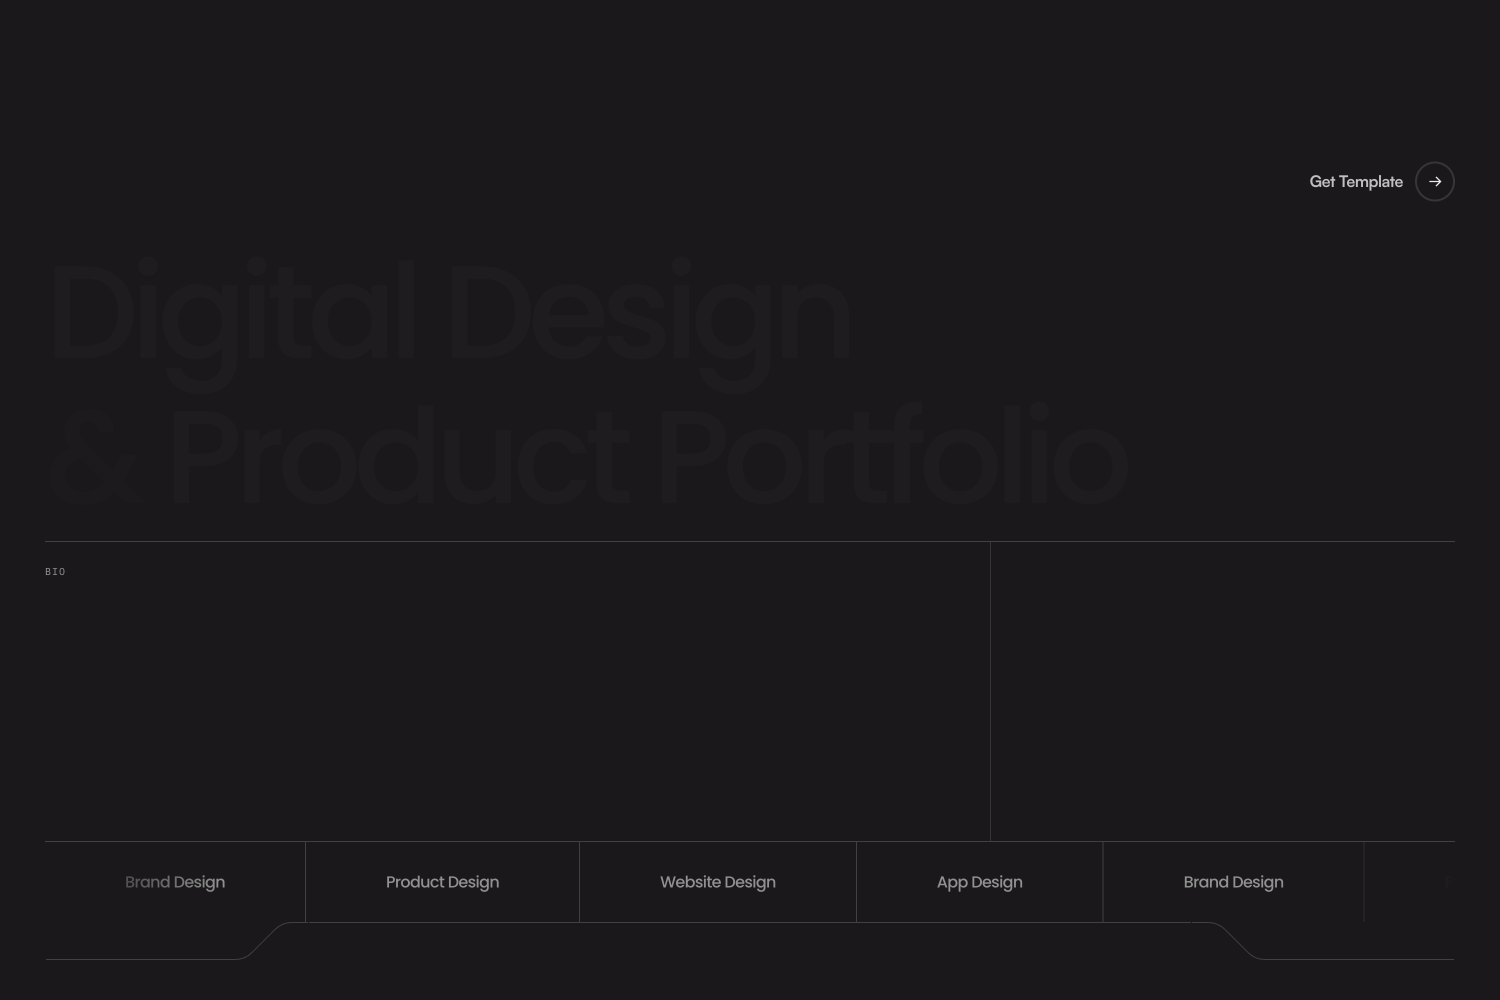 Get Template
Digital Design
& Product Portfolio
BIO
Brand Design
Product Design
Website Design
App Design
Brand Design